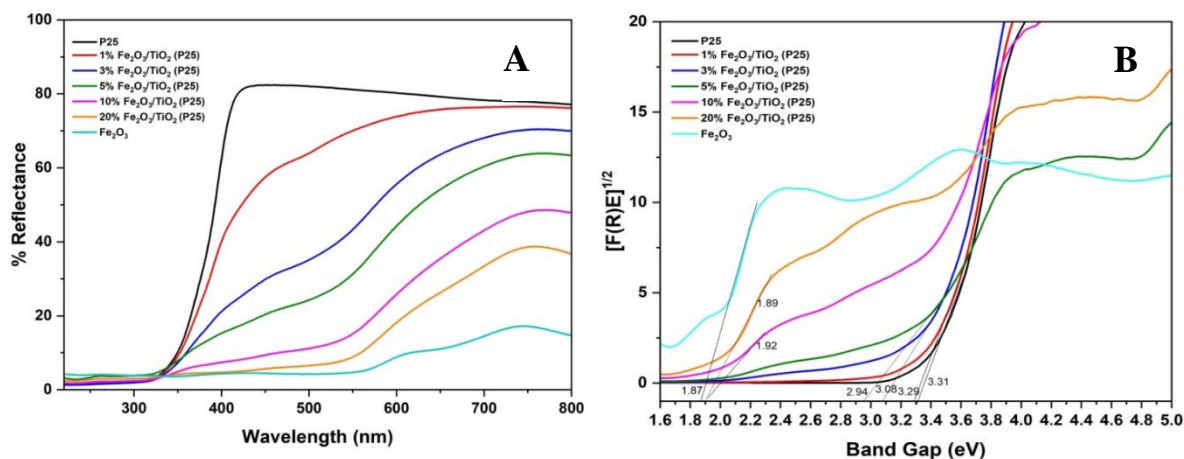 A
P25
1% Fe₂O₃/TiO₂ (P25)
3% Fe₂O₃/TiO₂ (P25)
5% Fe₂O₃/TiO₂ (P25)
10% Fe₂O₃/TiO₂ (P25)
20% Fe₂O₃/TiO₂ (P25)
Fe₂O₃
% Reflectance
100
80
60
40
20
0
300 400 500 600 700 800
Wavelength (nm)
B
P25
1% Fe₂O₃/TiO₂ (P25)
3% Fe₂O₃/TiO₂ (P25)
5% Fe₂O₃/TiO₂ (P25)
10% Fe₂O₃/TiO₂ (P25)
20% Fe₂O₃/TiO₂ (P25)
Fe₂O₃
[F(R)E]¹/²
20
15
10
5
0
1.89
1.92
1.87
2.94
3.08
3.29
3.31
1.6 1.8 2.0 2.2 2.4 2.6 2.8 3.0 3.2 3.4 3.6 3.8 4.0 4.2 4.4 4.6 4.8 5.0
Band Gap (eV)